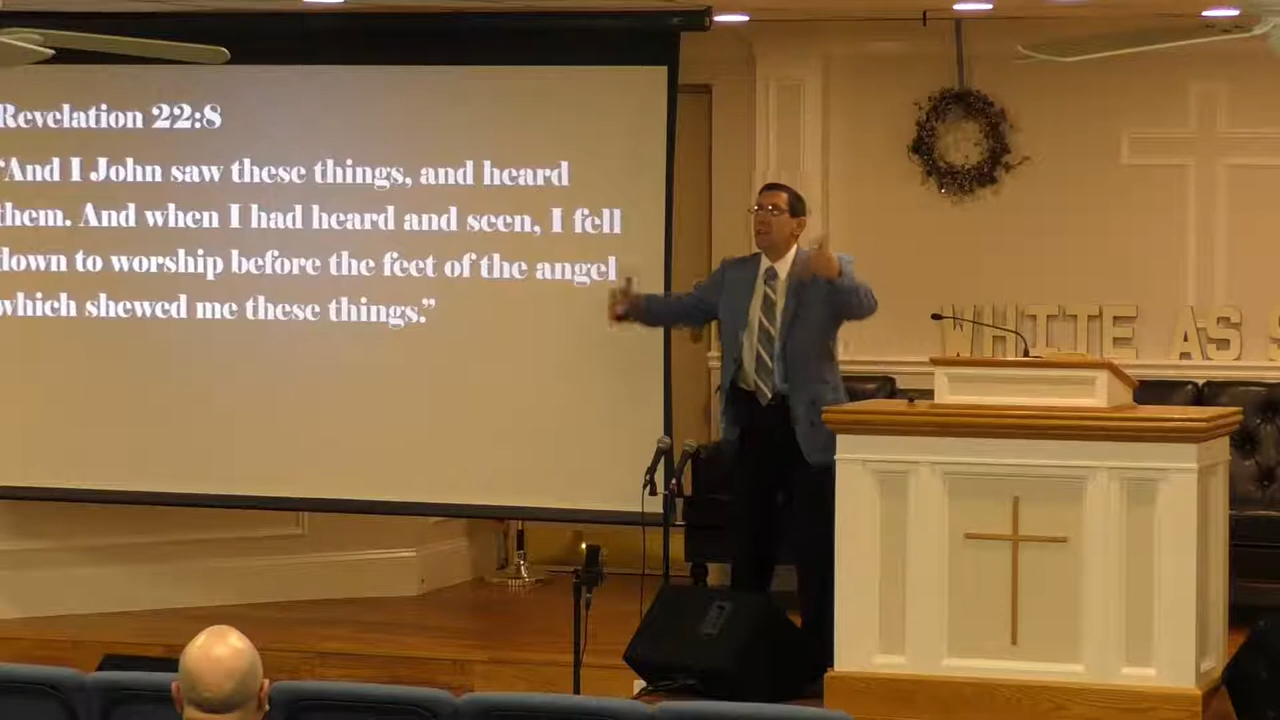 Revelation 22:8
“And I John saw these things, and heard
them. And when I had heard and seen, I fell
down to worship before the feet of the angel
which shewed me these things.”
WHITE AS S